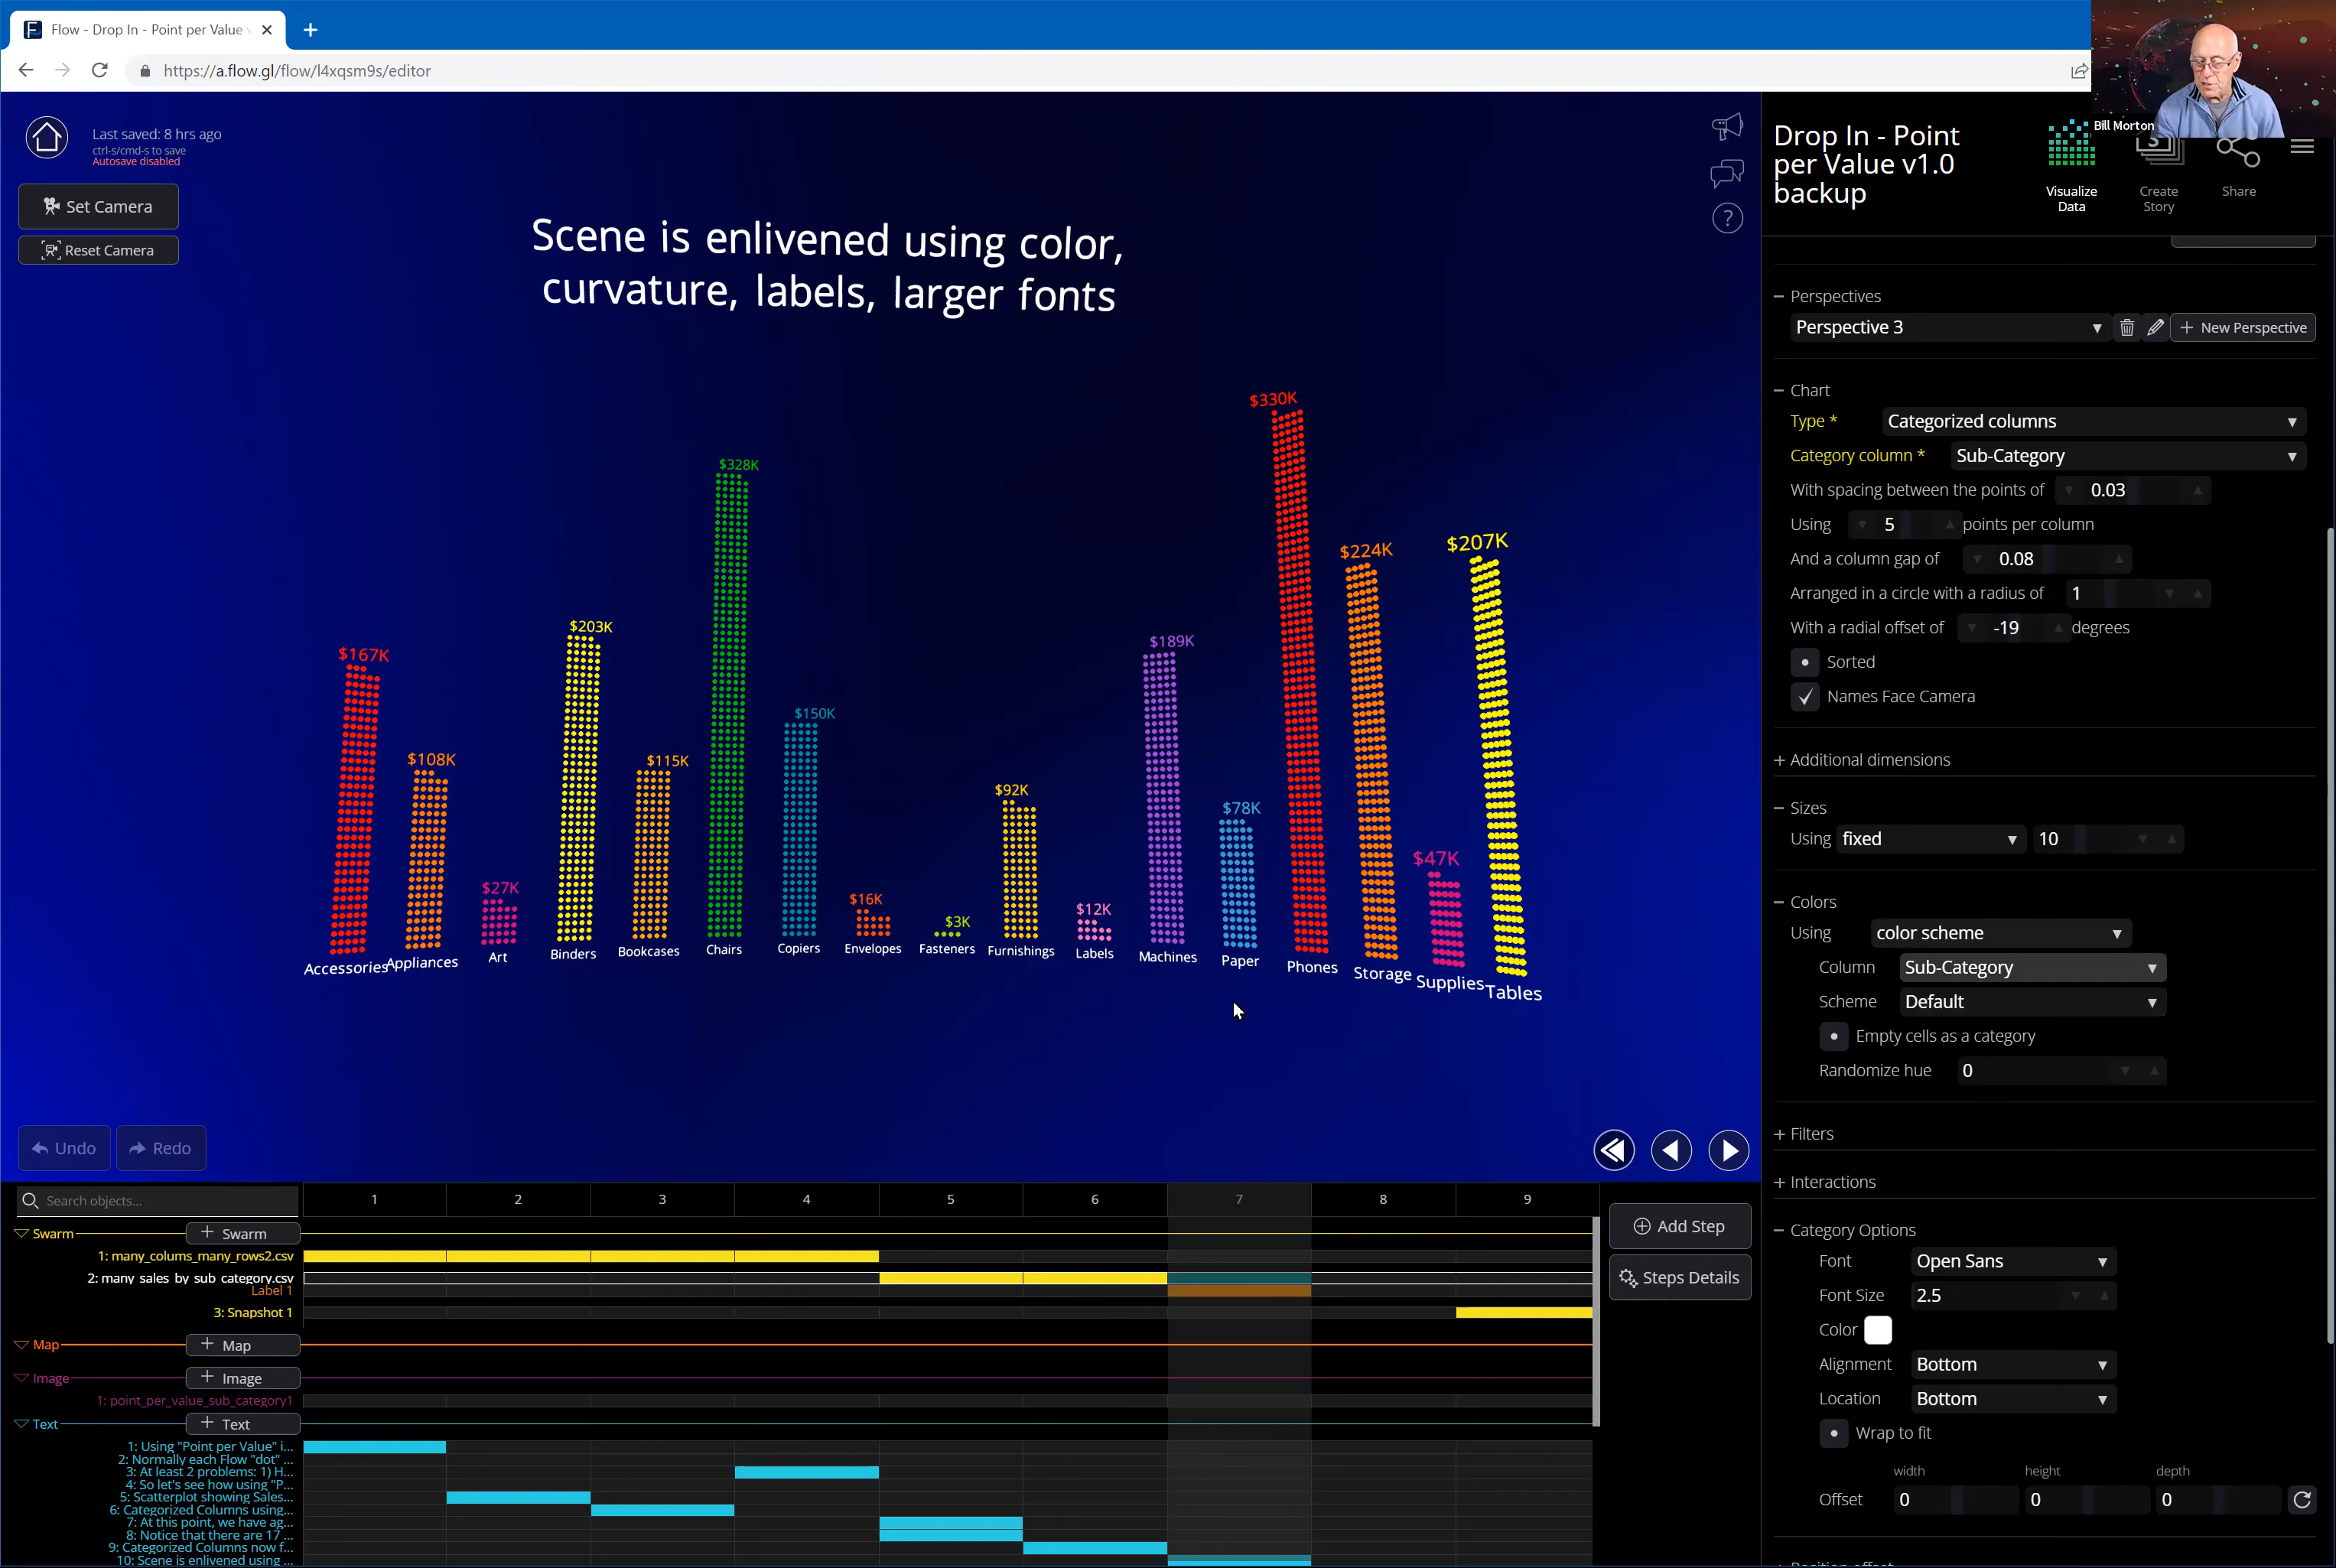 Flow - Drop In - Point per Value
https://a.flow.gl/flow/l4xqsm9s/editor
Bill Morton
Last saved: 8 hrs ago
ctrl-s/cmd-s to save
Autosave disabled
Set Camera
Reset Camera
Scene is enlivened using color,
curvature, labels, larger fonts
$330K
$328K
$224K
$207K
$203K
$189K
$167K
$150K
$108K
$115K
$92K
$78K
$47K
$27K
$16K
$3K
$12K
Accessories
Appliances
Art
Binders
Bookcases
Chairs
Copiers
Envelopes
Fasteners
Furnishings
Labels
Machines
Paper
Phones
Storage
Supplies
Tables
Undo
Redo
Drop In - Point
per Value v1.0
backup
Visualize
Data
Create
Story
Share
− Perspectives
Perspective 3
+ New Perspective
− Chart
Type * Categorized columns
Category column * Sub-Category
With spacing between the points of 0.03
Using 5 points per column
And a column gap of 0.08
Arranged in a circle with a radius of 1
With a radial offset of -19 degrees
Sorted
Names Face Camera
+ Additional dimensions
− Sizes
Using fixed 10
− Colors
Using color scheme
Column Sub-Category
Scheme Default
Empty cells as a category
Randomize hue 0
+ Filters
+ Interactions
− Category Options
Font Open Sans
Font Size 2.5
Color
Alignment Bottom
Location Bottom
Wrap to fit
width height depth
Offset 0 0 0
Search objects...
1 2 3 4 5 6 7 8 9
Add Step
Steps Details
Swarm + Swarm
1: many_colums_many_rows2.csv
2: many sales by sub category.csv
Label 1
3: Snapshot 1
Map + Map
Image + Image
1: point_per_value_sub_category1
Text + Text
1: Using "Point per Value" i...
2: Normally each Flow "dot" ...
3: At least 2 problems: 1) H...
4: So let's see how using "P...
5: Scatterplot showing Sales...
6: Categorized Columns using...
7: At this point, we have ag...
8: Notice that there are 17 ...
9: Categorized Columns now f...
10: Scene is enlivened using ...